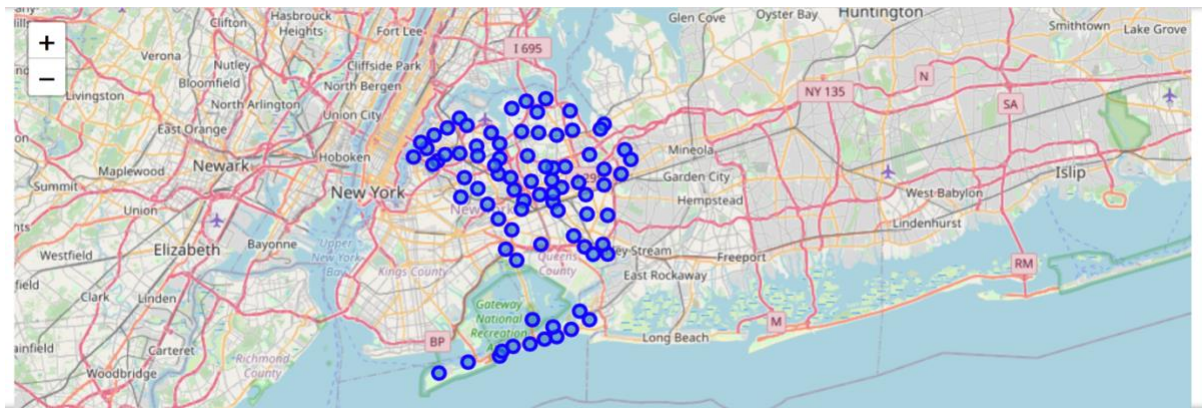 Clifton
Hasbrouck
Heights
Fort Lee
Glen Cove
Oyster Bay
Huntington
Smithtown
Lake Grove
+
−
Verona
Nutley
Cliffside Park
I 695
Bloomfield
North Bergen
Livingston
North Arlington
Union City
NY 135
N
SA
East Orange
Maplewood
Newark
Hoboken
Mineola
Garden City
Summit
New York
Hempstead
West Babylon
Islip
Union
Lindenhurst
Elizabeth
Bayonne
Upper
New York
Bay
Westfield
Kings County
Queens
County
Freeport
East Rockaway
RM
Clark
Linden
Gateway
National
Recreation
M
Long Beach
BP
Carteret
Richmond
County
Woodbridge